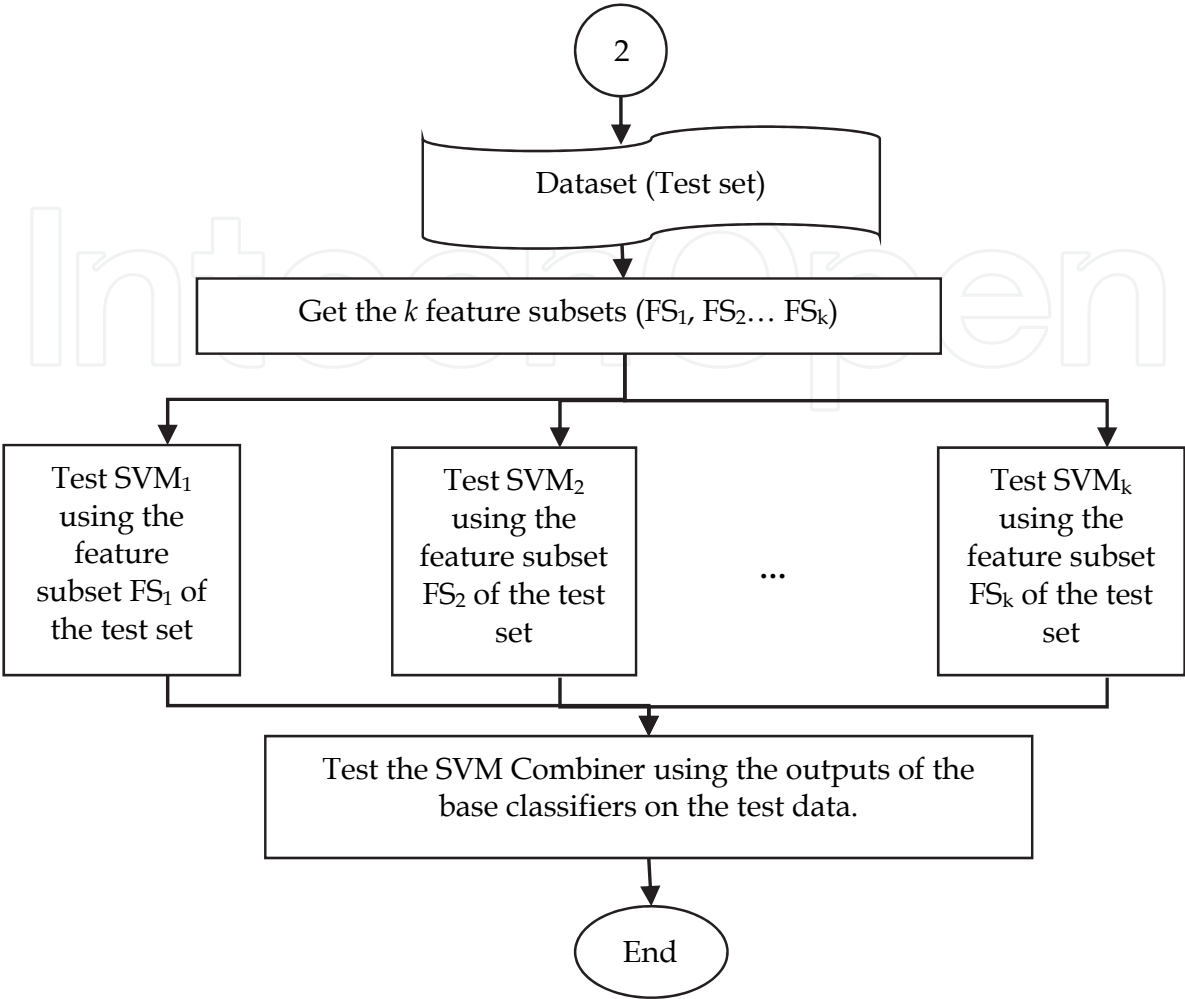 2
Dataset (Test set)
IntechOpen
Get the k feature subsets (FS₁, FS₂… FSₖ)
Test SVM₁
using the
feature
subset FS₁ of
the test set
Test SVM₂
using the
feature subset
FS₂ of the test
set
...
Test SVMₖ
using the
feature subset
FSₖ of the test
set
Test the SVM Combiner using the outputs of the
base classifiers on the test data.
End